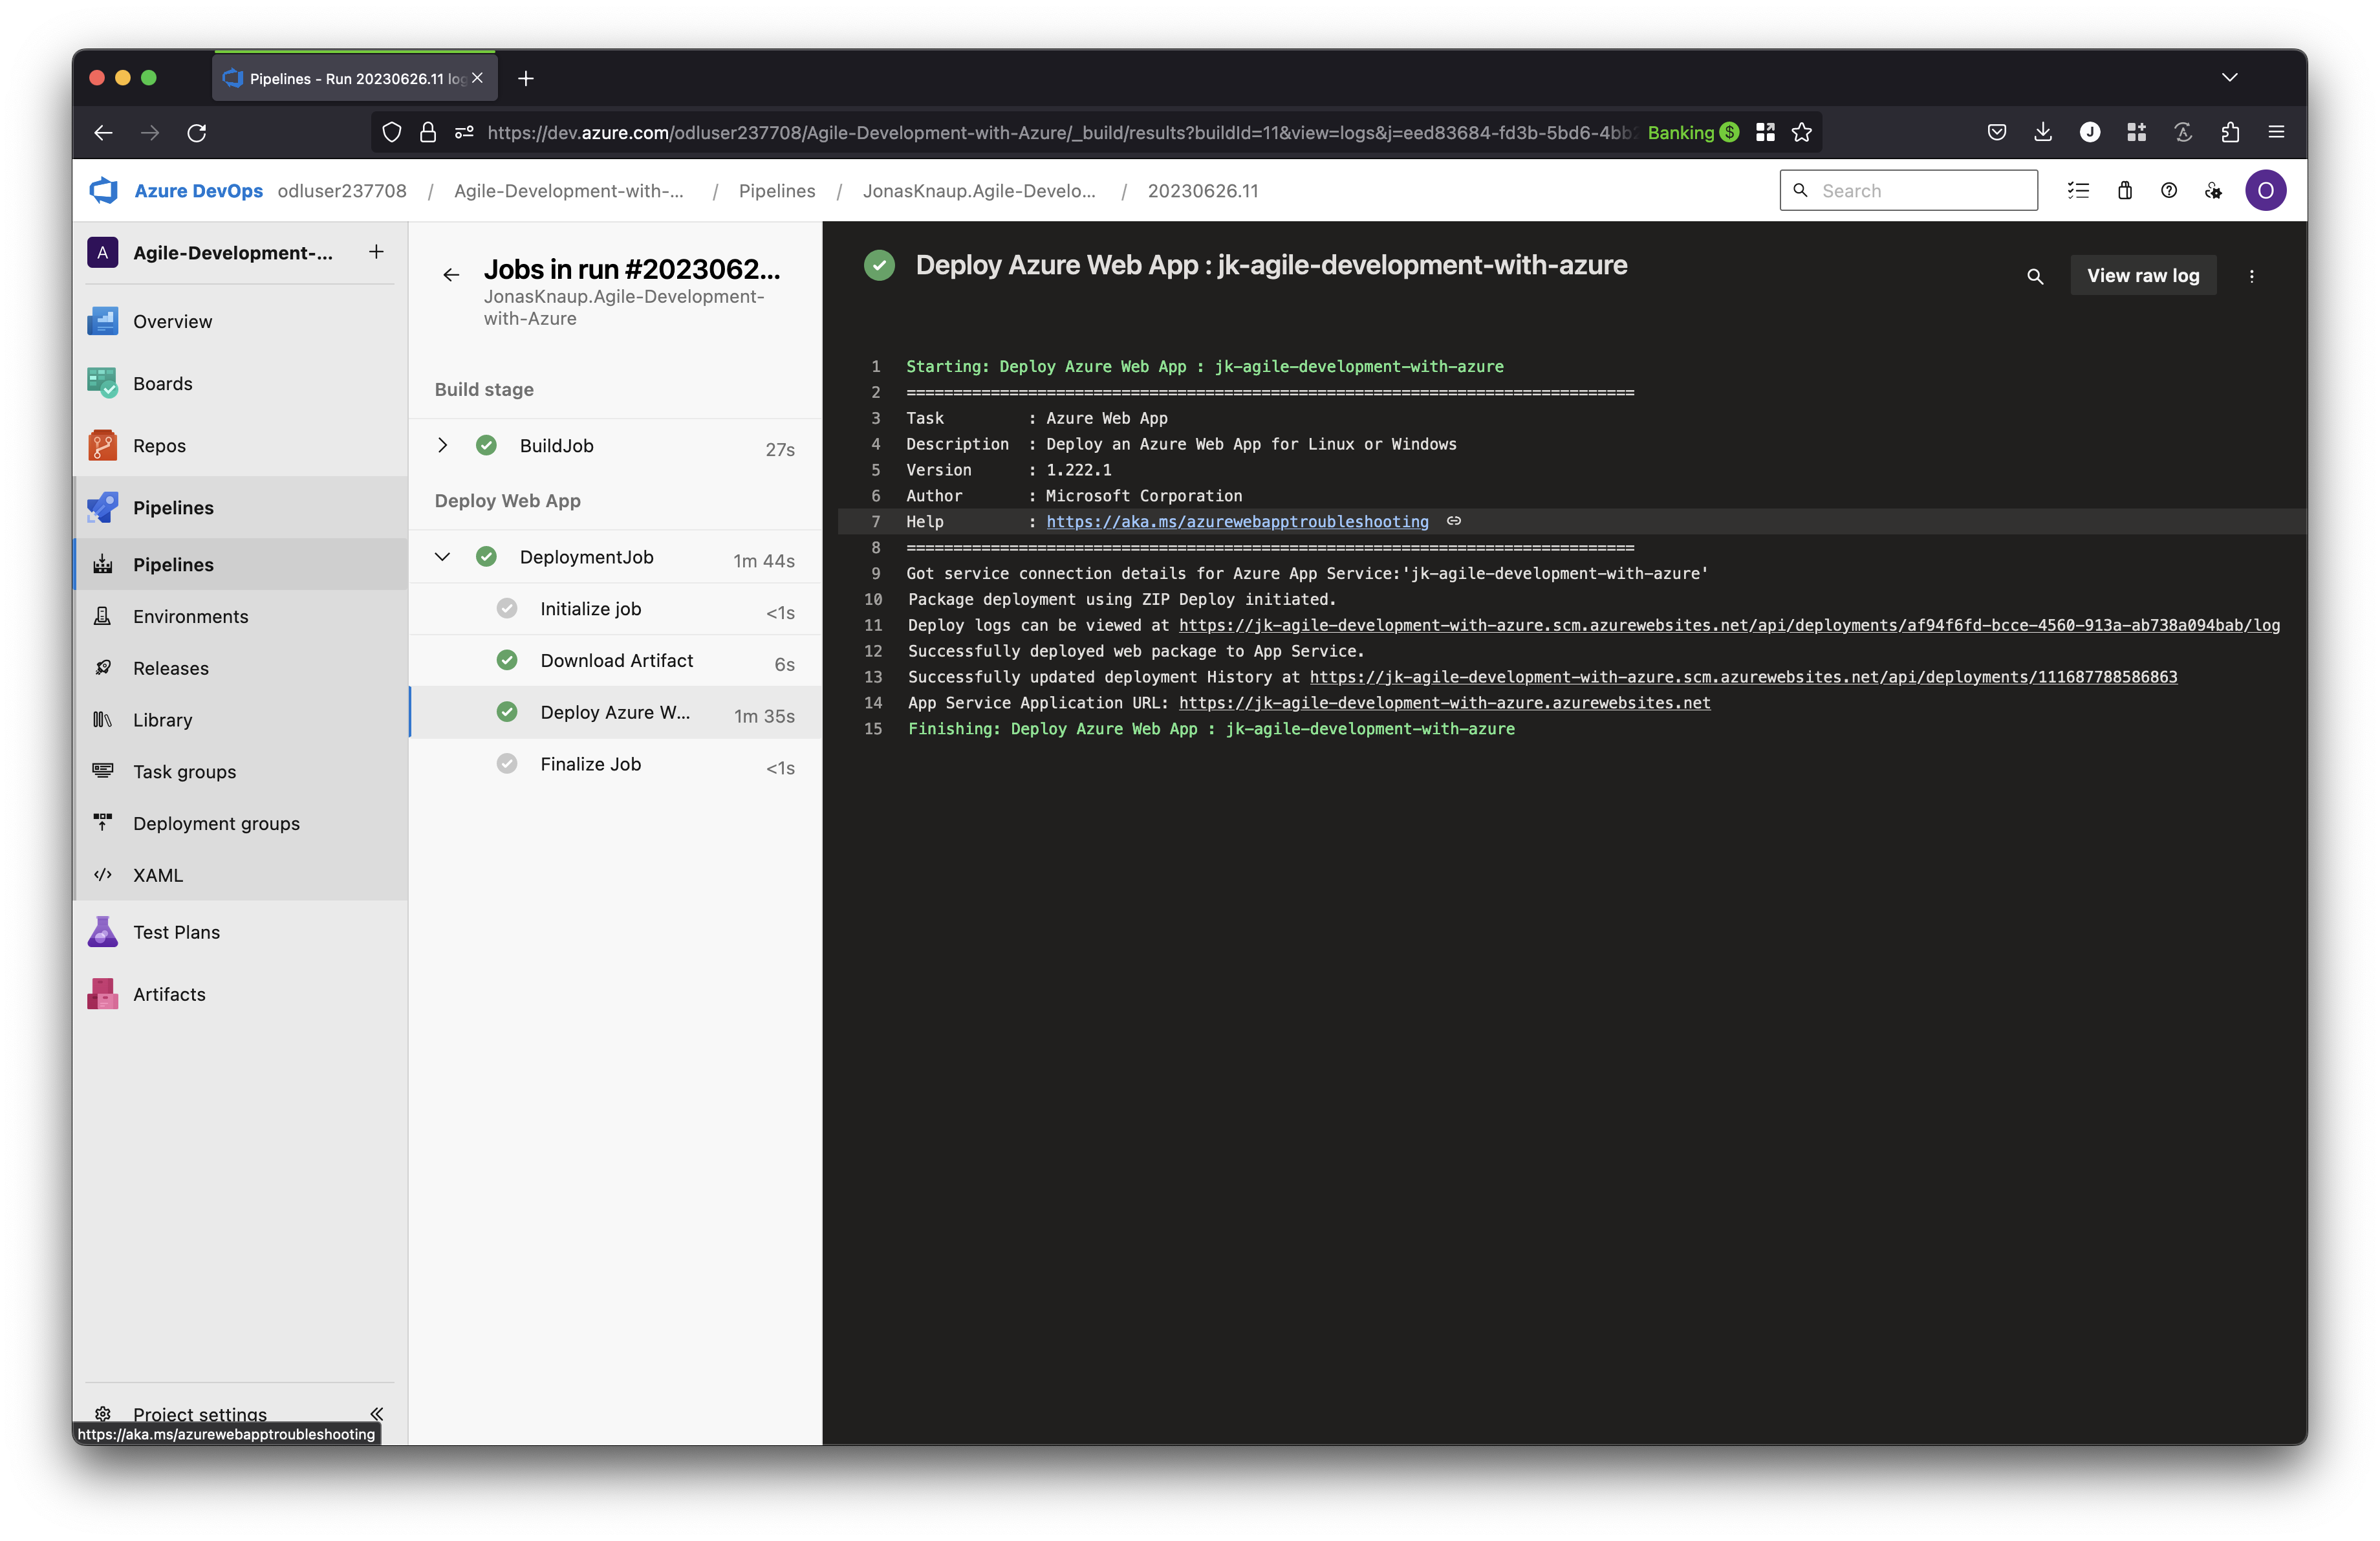 Pipelines - Run 20230626.11 log
https://dev.azure.com/odluser237708/Agile-Development-with-Azure/_build/results?buildId=11&view=logs&j=eed83684-fd3b-5bd6-4bb
Banking $
J
Azure DevOps odluser237708 / Agile-Development-with-... / Pipelines / JonasKnaup.Agile-Develo... / 20230626.11
Search
O
A Agile-Development-... +
Overview
Boards
Repos
Pipelines
Pipelines
Environments
Releases
Library
Task groups
Deployment groups
XAML
Test Plans
Artifacts
Project settings
https://aka.ms/azurewebapptroubleshooting
Jobs in run #2023062...
JonasKnaup.Agile-Development-
with-Azure
Build stage
BuildJob 27s
Deploy Web App
DeploymentJob 1m 44s
Initialize job <1s
Download Artifact 6s
Deploy Azure W... 1m 35s
Finalize Job <1s
Deploy Azure Web App : jk-agile-development-with-azure
View raw log
1 Starting: Deploy Azure Web App : jk-agile-development-with-azure
2 ==============================================================================
3 Task : Azure Web App
4 Description : Deploy an Azure Web App for Linux or Windows
5 Version : 1.222.1
6 Author : Microsoft Corporation
7 Help : https://aka.ms/azurewebapptroubleshooting
8 ==============================================================================
9 Got service connection details for Azure App Service:'jk-agile-development-with-azure'
10 Package deployment using ZIP Deploy initiated.
11 Deploy logs can be viewed at https://jk-agile-development-with-azure.scm.azurewebsites.net/api/deployments/af94f6fd-bcce-4560-913a-ab738a094bab/log
12 Successfully deployed web package to App Service.
13 Successfully updated deployment History at https://jk-agile-development-with-azure.scm.azurewebsites.net/api/deployments/111687788586863
14 App Service Application URL: https://jk-agile-development-with-azure.azurewebsites.net
15 Finishing: Deploy Azure Web App : jk-agile-development-with-azure